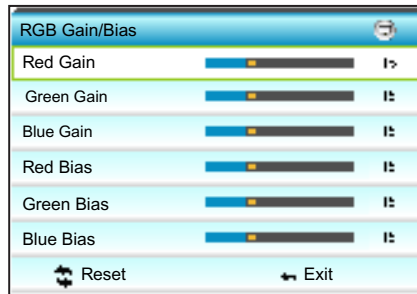 RGB Gain/Bias
Red Gain
Green Gain
Blue Gain
Red Bias
Green Bias
Blue Bias
Reset
Exit